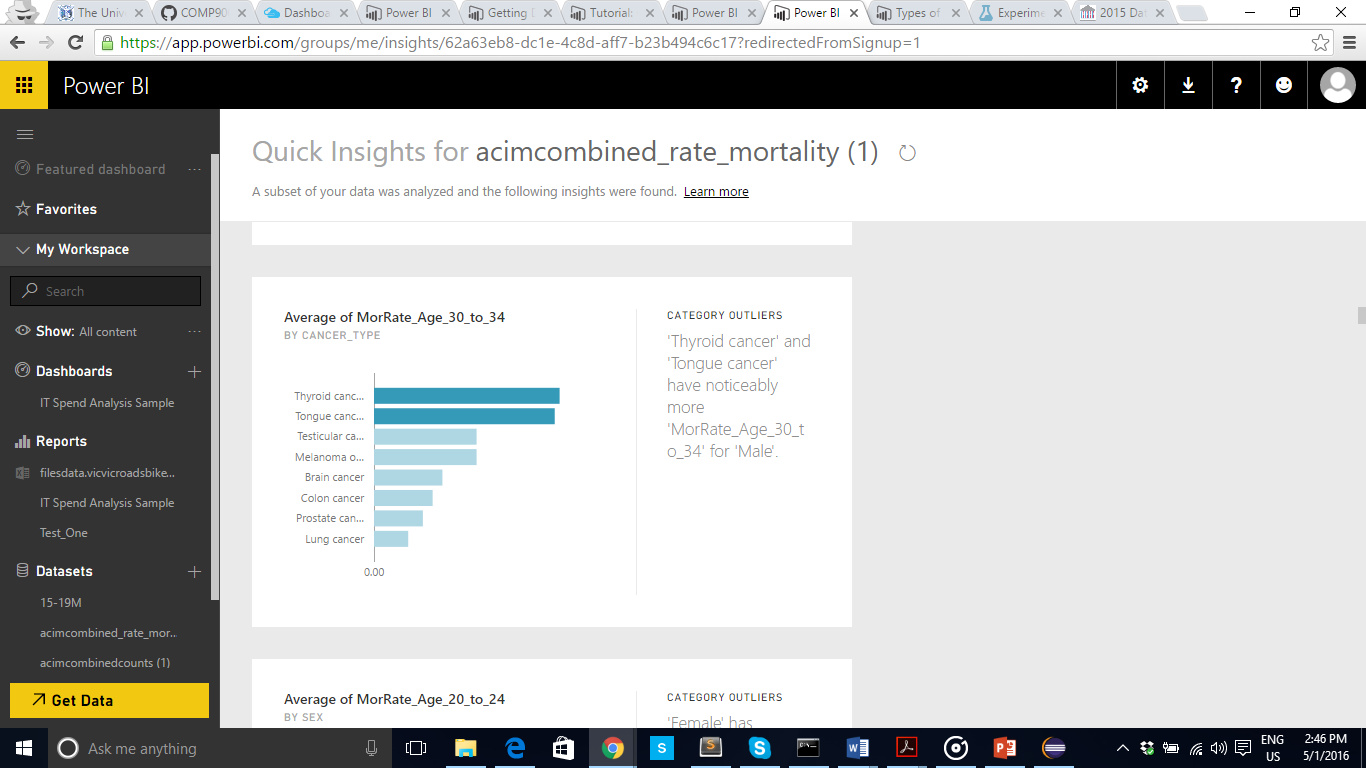 The Unive
COMP90
Dashboa
Power BI
Getting D
Tutorials
Power BI
Power BI
Types of
Experime
2015 Dat
https://app.powerbi.com/groups/me/insights/62a63eb8-dc1e-4c8d-aff7-b23b494c6c17?redirectedFromSignup=1
Power BI
?
Featured dashboard ...
Favorites
My Workspace
Search
Show: All content ...
Dashboards
IT Spend Analysis Sample
Reports
filesdata.vicvicroadsbike...
IT Spend Analysis Sample
Test_One
Datasets
15-19M
acimcombined_rate_mor...
acimcombinedcounts (1)
Get Data
Quick Insights for acimcombined_rate_mortality (1)
A subset of your data was analyzed and the following insights were found. Learn more
Average of MorRate_Age_30_to_34
BY CANCER_TYPE
Thyroid canc...
Tongue canc...
Testicular ca...
Melanoma o...
Brain cancer
Colon cancer
Prostate can...
Lung cancer
0.00
CATEGORY OUTLIERS
'Thyroid cancer' and
'Tongue cancer'
have noticeably
more
'MorRate_Age_30_t
o_34' for 'Male'.
Average of MorRate_Age_20_to_24
BY SEX
CATEGORY OUTLIERS
'Female' has
Ask me anything
ENG
US
2:46 PM
5/1/2016